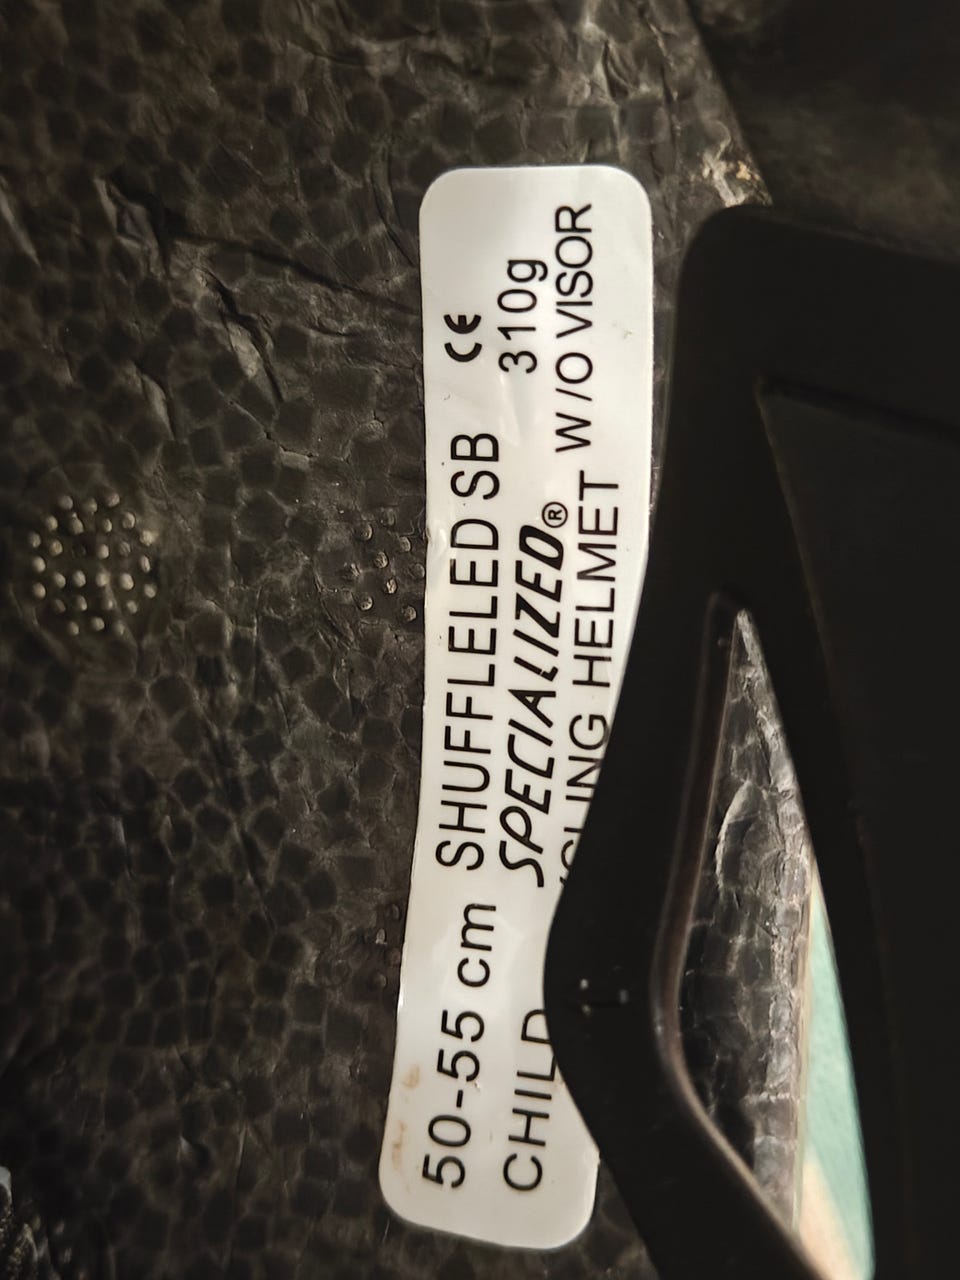 50-55 cm SHUFFLELED SB CE
SPECIALIZED® 310g
CHILD HELMET W/O VISOR